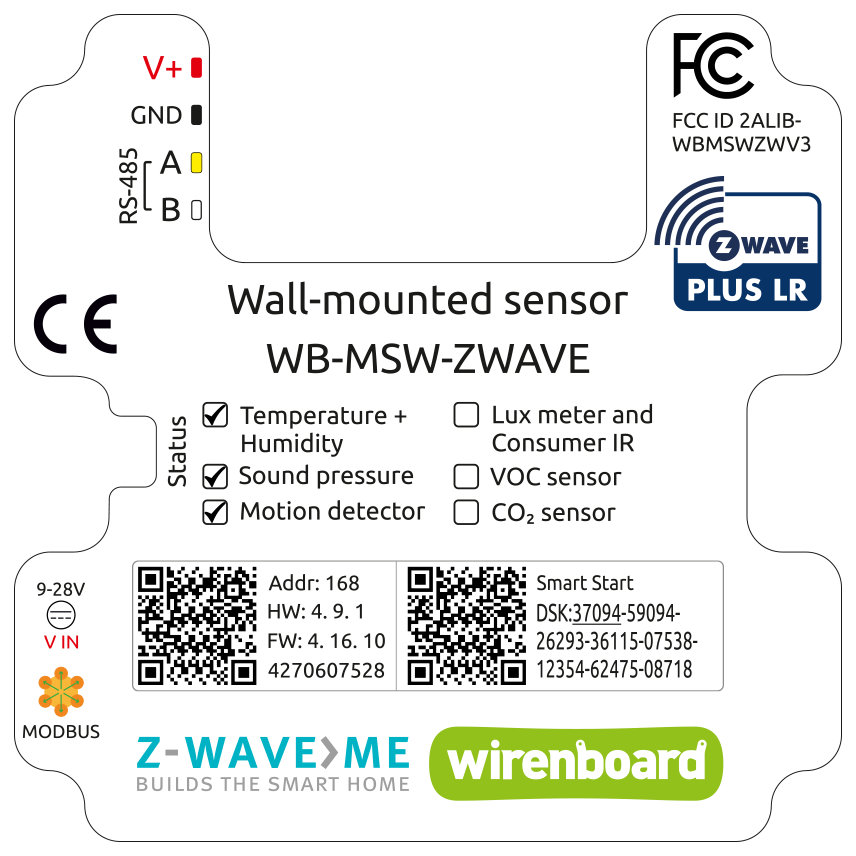 V+
GND
A
B
RS-485
FCC
FCC ID 2ALIB-
WBMSWZWV3
Z WAVE
PLUS LR
CE
Wall-mounted sensor
WB-MSW-ZWAVE
Status
Temperature +
Humidity
Sound pressure
Motion detector
Lux meter and
Consumer IR
VOC sensor
CO₂ sensor
9-28V
V IN
MODBUS
Addr: 168
HW: 4. 9. 1
FW: 4. 16. 10
4270607528
Smart Start
DSK:37094-59094-
26293-36115-07538-
12354-62475-08718
Z-WAVE>ME
BUILDS THE SMART HOME
wirenboard